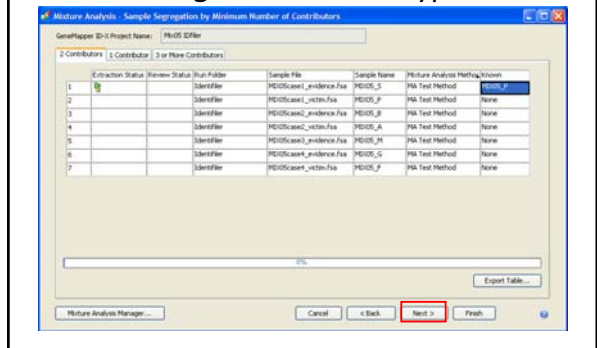 Mixture Analysis - Sample Segregation by Minimum Number of Contributors
GeneMapper ID-X Project Name: Mix05 IDFiler
2 Contributors 1 Contributor 3 or More Contributors
Extraction Status Review Status Run Folder Sample File Sample Name Mixture Analysis Method Known
1 Identifiler MIX05case1_evidence.fsa MIX05_S MA Test Method MIX05_P
2 Identifiler MIX05case1_victim.fsa MIX05_P MA Test Method None
3 Identifiler MIX05case2_evidence.fsa MIX05_B MA Test Method None
4 Identifiler MIX05case2_victim.fsa MIX05_A MA Test Method None
5 Identifiler MIX05case3_evidence.fsa MIX05_M MA Test Method None
6 Identifiler MIX05case4_evidence.fsa MIX05_G MA Test Method None
7 Identifiler MIX05case4_victim.fsa MIX05_F MA Test Method None
0%
Export Table...
Mixture Analysis Manager... Cancel < Back Next > Finish